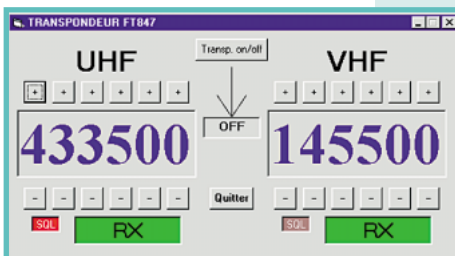 TRANSPONDEUR FT847
UHF Transp. on/off VHF
+ + + + + + + + + + + +
OFF
433500 145500
- - - - - - Quitter - - - - - -
SQL RX SQL RX